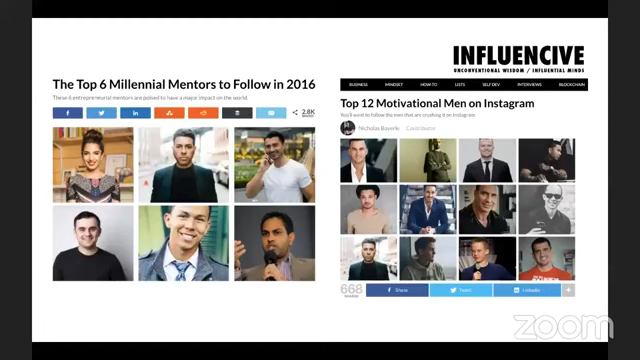 The Top 6 Millennial Mentors to Follow in 2016
These 6 entrepreneurial mentors are poised to have a major impact on the world.
2.8K
INFLUENCIVE
UNCONVENTIONAL WISDOM / INFLUENTIAL MINDS
BUSINESS MINDSET HOW-TO LISTS SELF DEV INTERVIEWS BLOCKCHAIN
Top 12 Motivational Men on Instagram
You'll want to follow the men that are crushing it on Instagram
Nicholas Bayerle Contributor
668
SHARES
Share
Tweet
LinkedIn
zoom